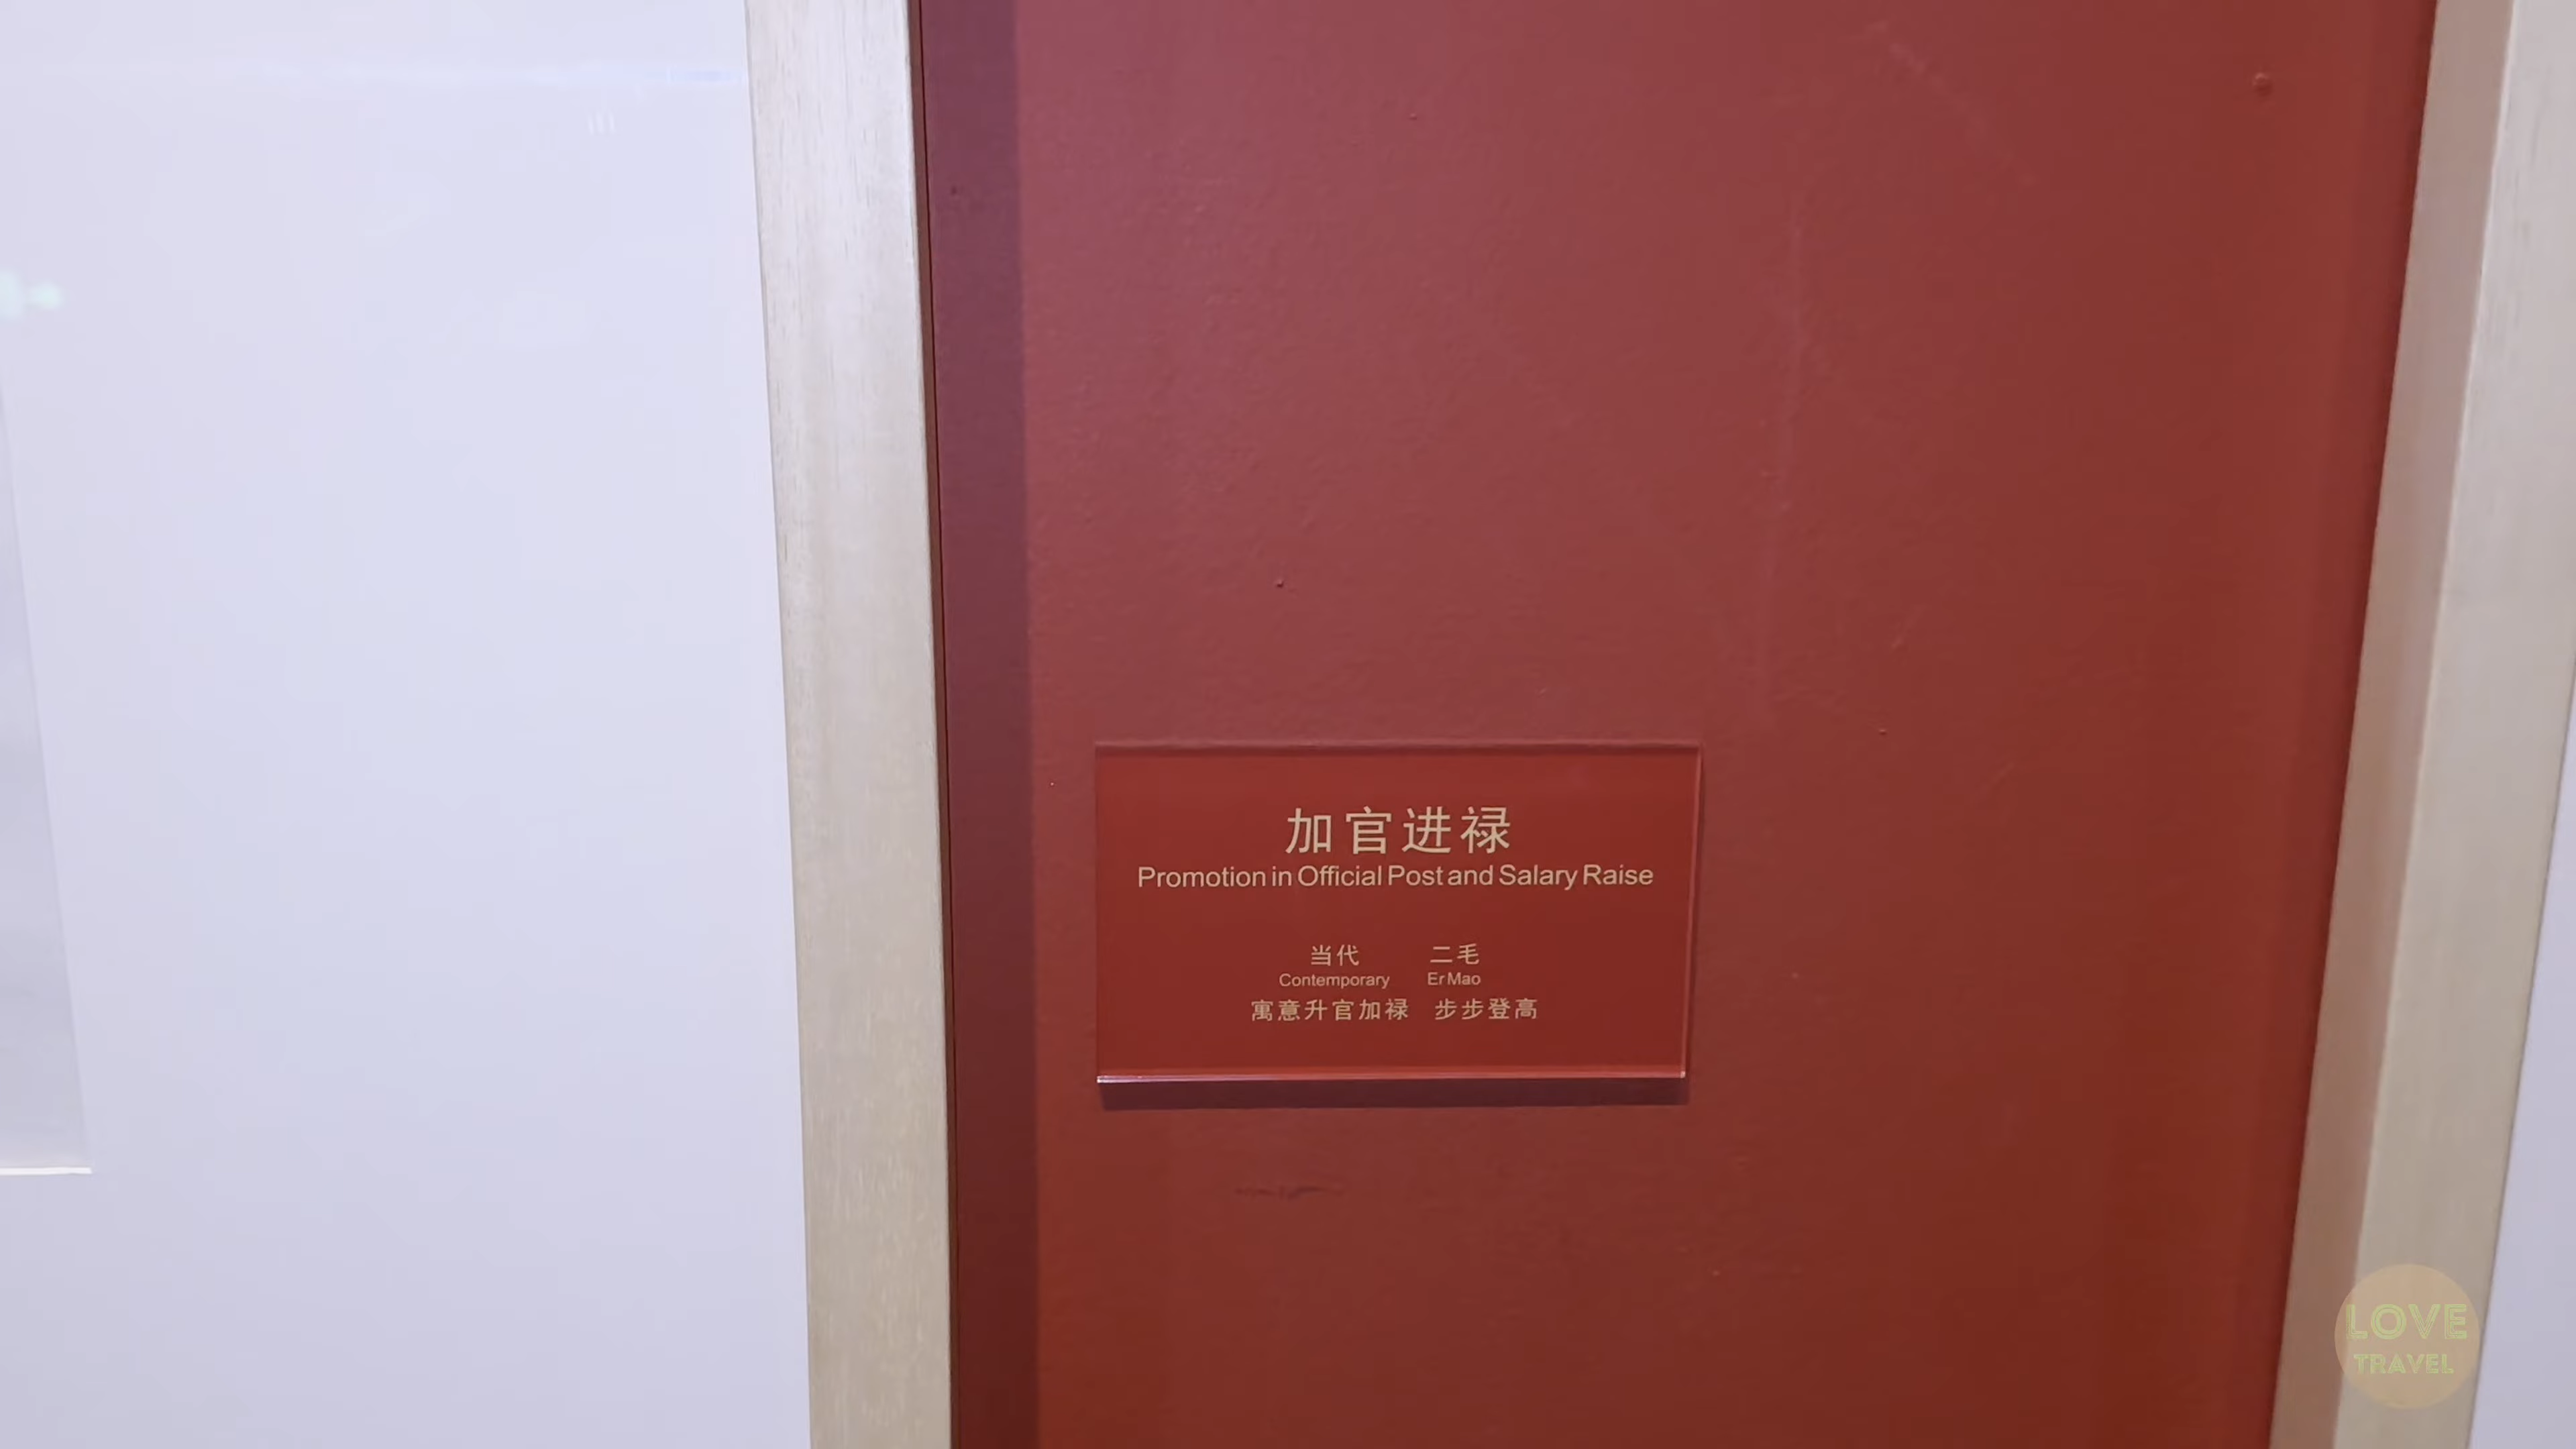 加官进禄
Promotion in Official Post and Salary Raise
当代 二毛
Contemporary Er Mao
寓意升官加禄 步步登高
LOVE
TRAVEL